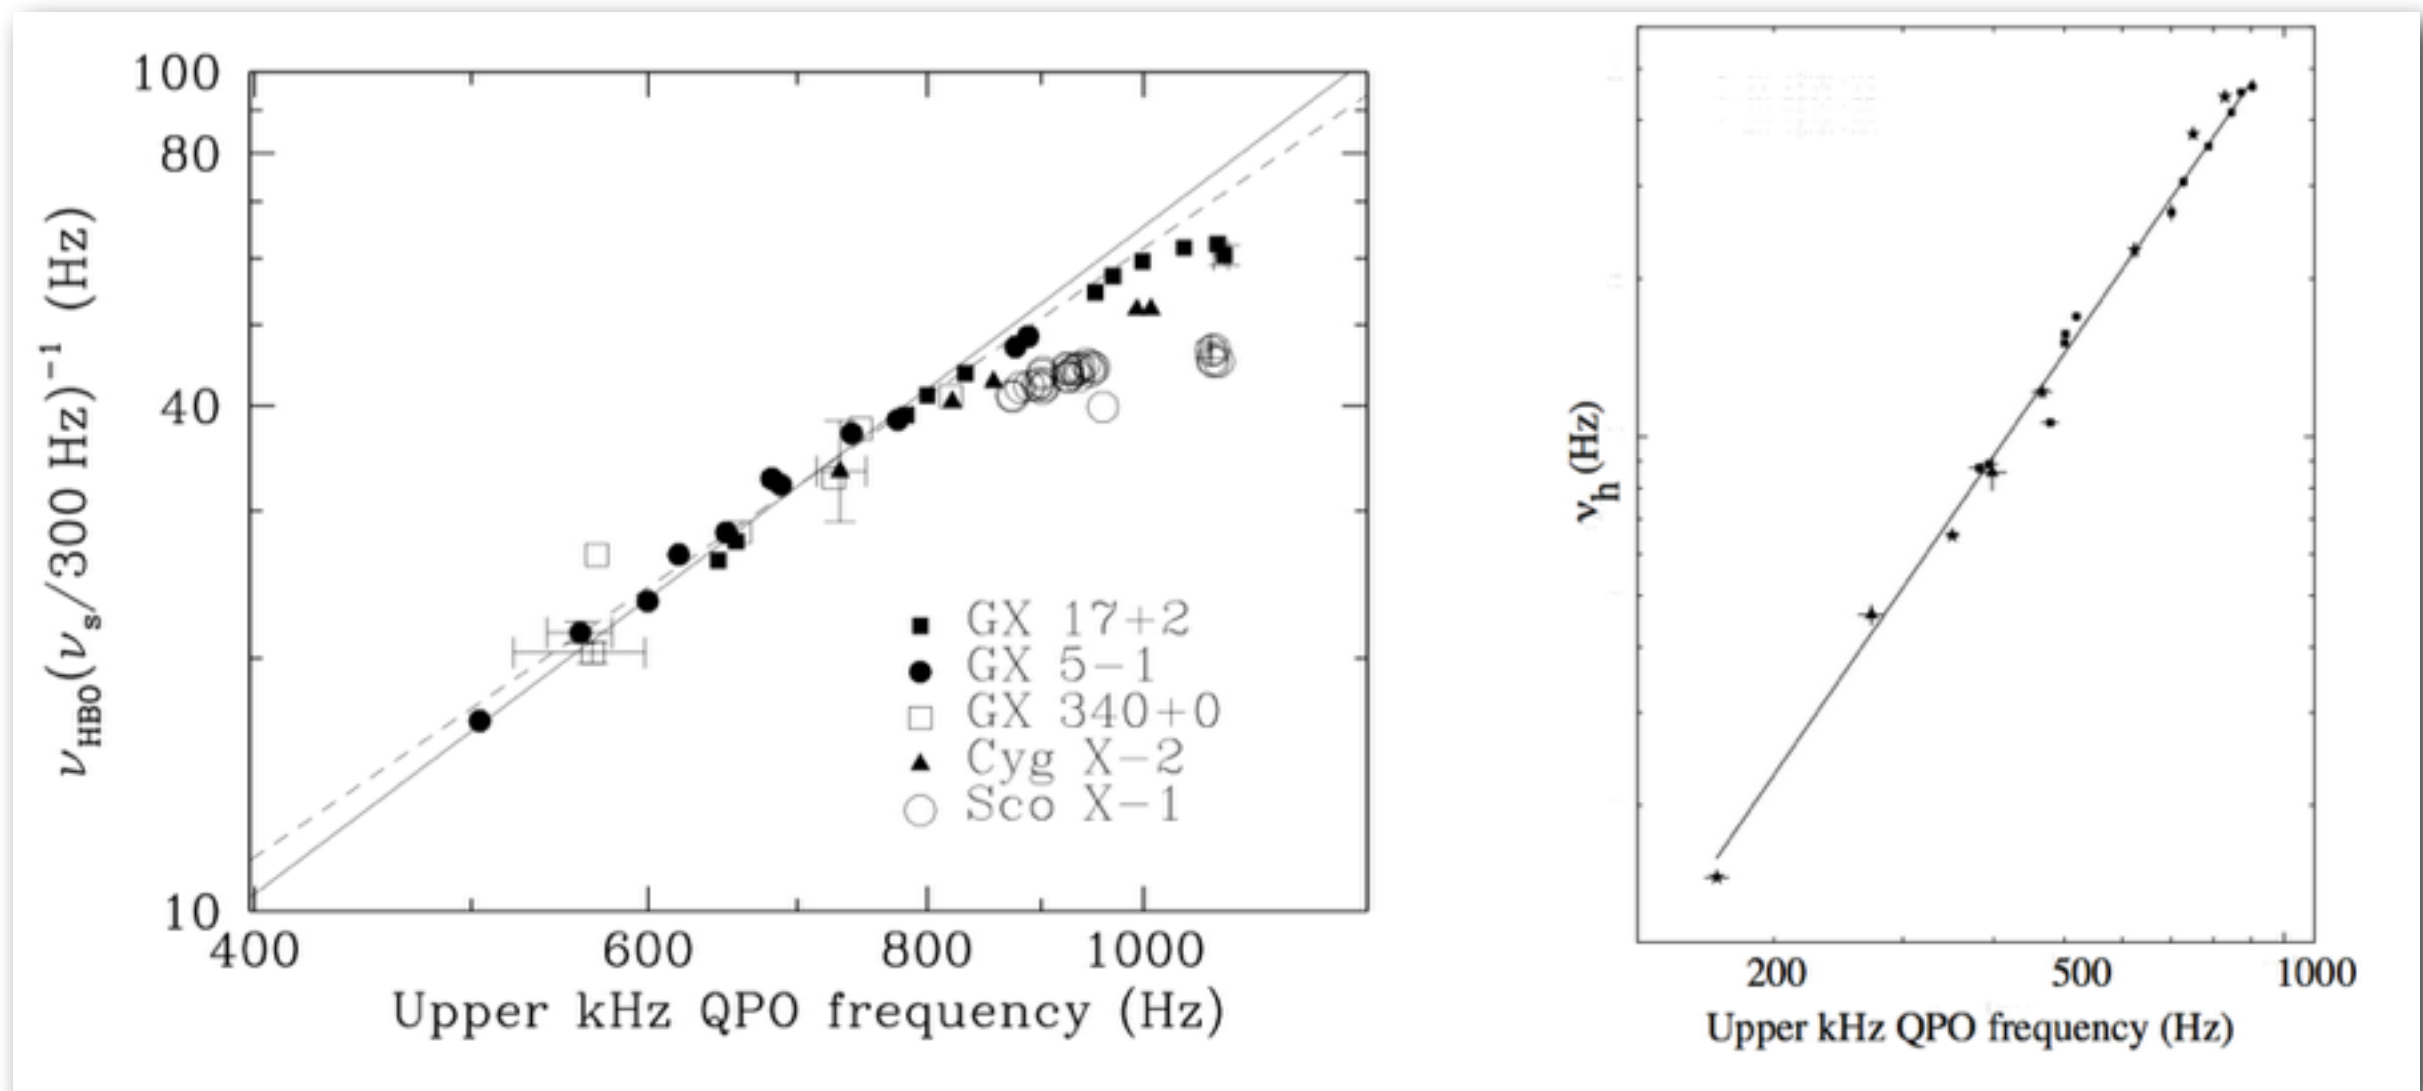 100
80
40
10
400 600 800 1000
Upper kHz QPO frequency (Hz)
ν_HBO(ν_s/300 Hz)^−1 (Hz)
GX 17+2
GX 5−1
GX 340+0
Cyg X−2
Sco X−1
ν_h (Hz)
200 500 1000
Upper kHz QPO frequency (Hz)